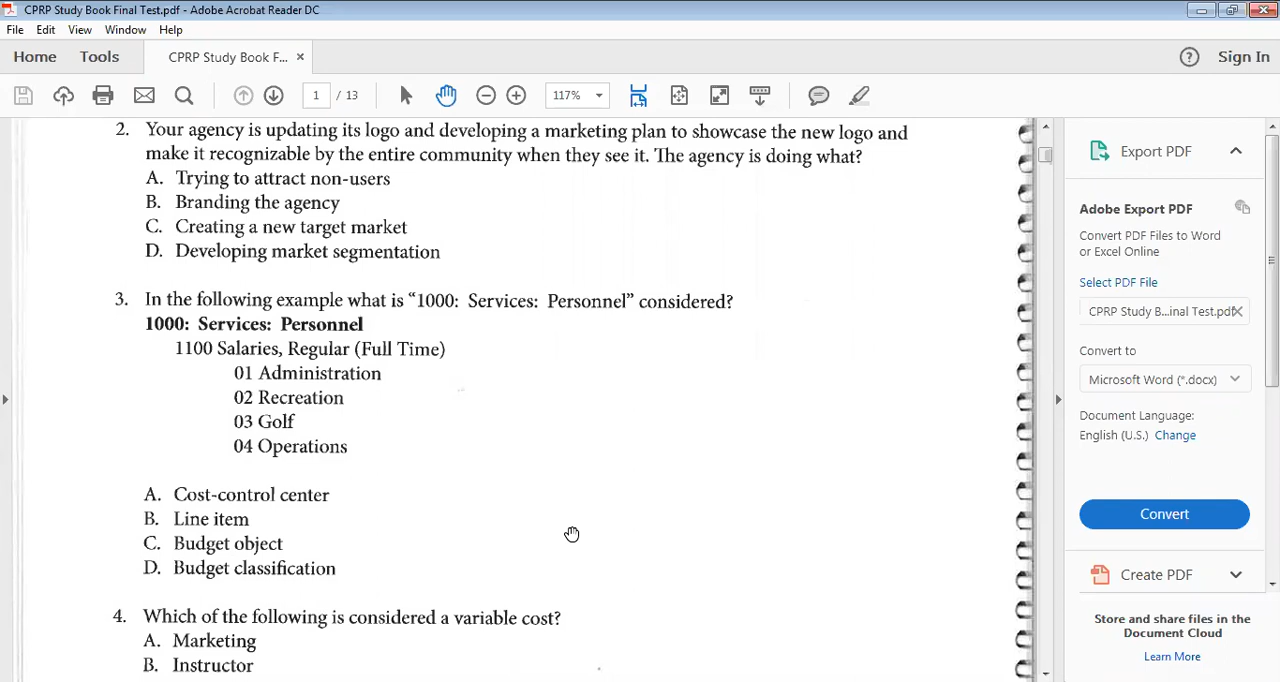 CPRP Study Book Final Test.pdf - Adobe Acrobat Reader DC
File Edit View Window Help
Home Tools CPRP Study Book F... × Sign In
1 / 13 117%
2. Your agency is updating its logo and developing a marketing plan to showcase the new logo and
make it recognizable by the entire community when they see it. The agency is doing what?
A. Trying to attract non-users
B. Branding the agency
C. Creating a new target market
D. Developing market segmentation
3. In the following example what is “1000: Services: Personnel” considered?
1000: Services: Personnel
1100 Salaries, Regular (Full Time)
01 Administration
02 Recreation
03 Golf
04 Operations
A. Cost-control center
B. Line item
C. Budget object
D. Budget classification
4. Which of the following is considered a variable cost?
A. Marketing
B. Instructor
Export PDF
Adobe Export PDF
Convert PDF Files to Word
or Excel Online
Select PDF File
CPRP Study B...inal Test.pdf
Convert to
Microsoft Word (*.docx)
Document Language:
English (U.S.) Change
Convert
Create PDF
Store and share files in the
Document Cloud
Learn More